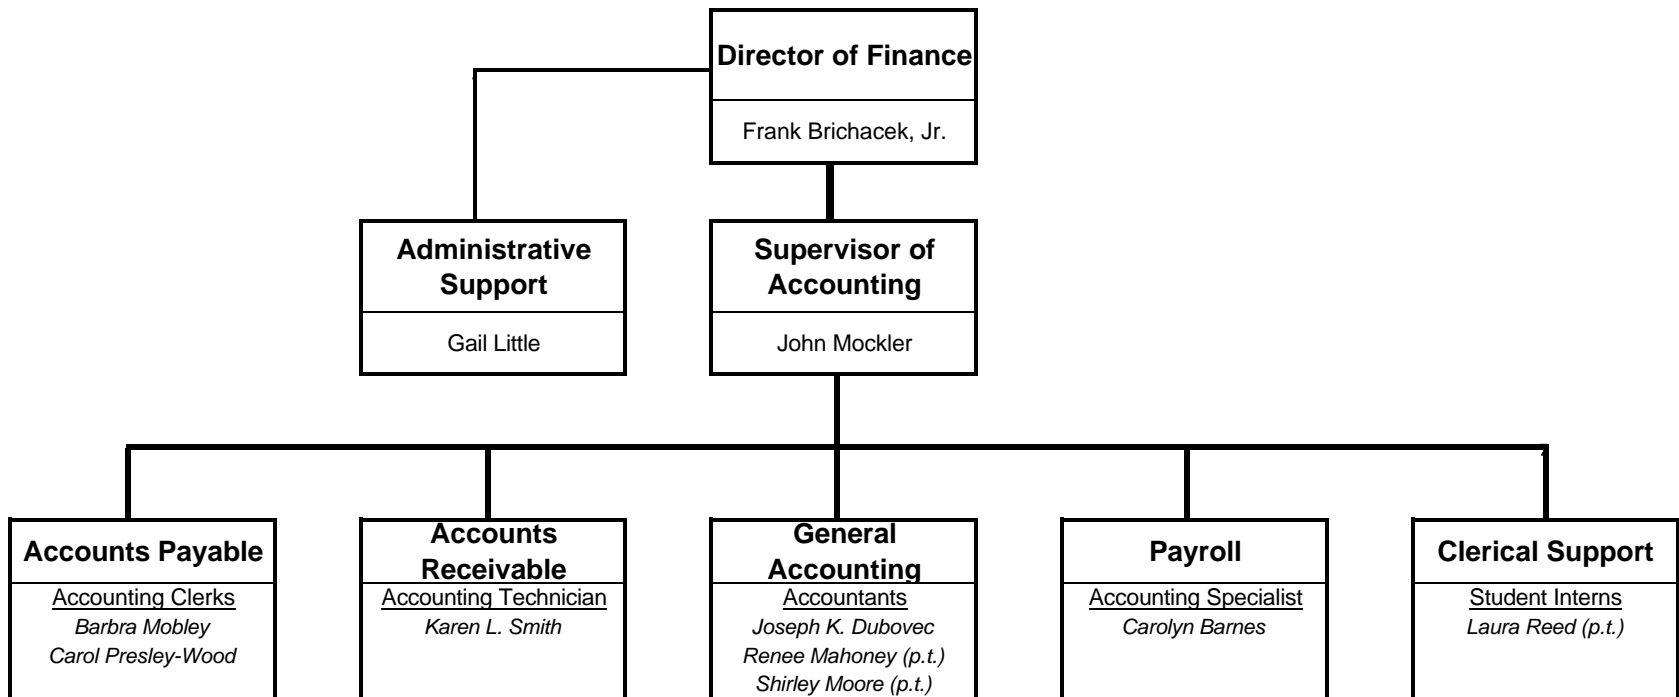 Director of Finance
Frank Brichacek, Jr.
Administrative
Support
Gail Little
Supervisor of
Accounting
John Mockler
Accounts Payable
Accounting Clerks
Barbra Mobley
Carol Presley-Wood
Accounts
Receivable
Accounting Technician
Karen L. Smith
General
Accounting
Accountants
Joseph K. Dubovec
Renee Mahoney (p.t.)
Shirley Moore (p.t.)
Payroll
Accounting Specialist
Carolyn Barnes
Clerical Support
Student Interns
Laura Reed (p.t.)